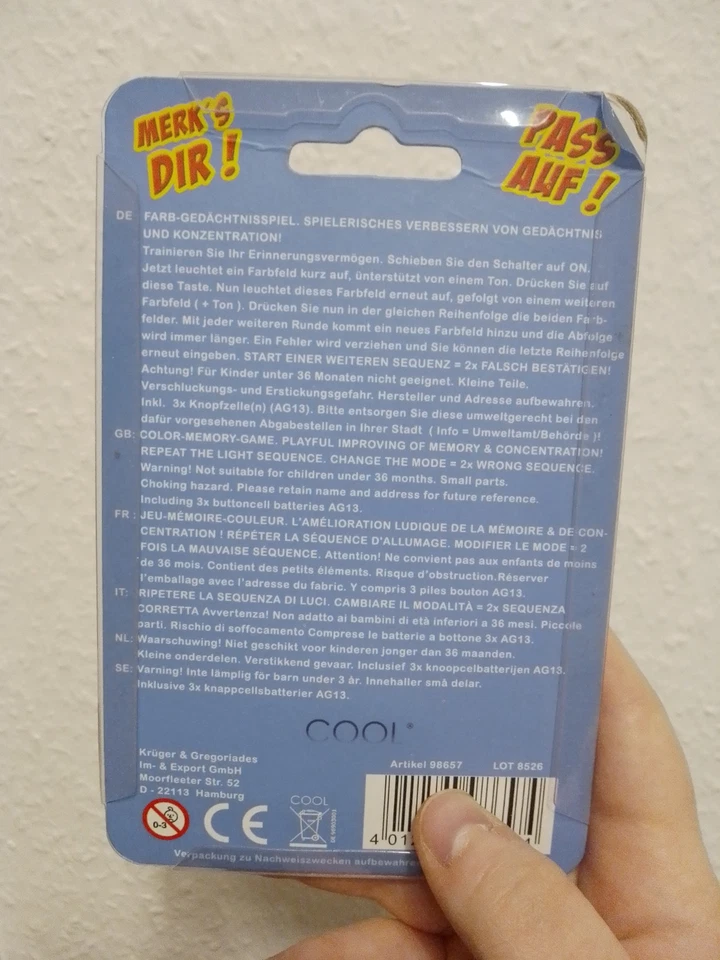 MERK'S
DIR!
PASS
AUF!
DE FARB-GEDÄCHTNISSPIEL. SPIELERISCHES VERBESSERN VON GEDÄCHTNIS
UND KONZENTRATION!
Trainieren Sie Ihr Erinnerungsvermögen. Schieben Sie den Schalter auf ON.
Jetzt leuchtet ein Farbfeld kurz auf, ünterstützt von einem Ton. Drücken Sie auf
diese Taste. Nun leuchtet dieses Farbfeld erneut auf, gefolgt von einem weiteren
Farbfeld ( + Ton ). Drücken Sie nun in der gleichen Reihenfolge die beiden Farb-
felder. Mit jeder weiteren Runde kommt ein neues Farbfeld hinzu und die Abfolge
wird immer länger. Ein Fehler wird verziehen und Sie können die letzte Reihenfolge
erneut eingeben. START EINER WEITEREN SEQUENZ = 2x FALSCH BESTÄTIGEN!
Achtung! Für Kinder unter 36 Monaten nicht geeignet. Kleine Teile.
Verschluckungs- und Erstickungsgefahr. Hersteller und Adresse aufbewahren.
Inkl. 3x Knopfzelle(n) (AG13). Bitte entsorgen Sie diese umweltgerecht bei den
dafür vorgesehenen Abgabestellen in Ihrer Stadt ( Info = Umweltamt/Behörde )!
GB: COLOR-MEMORY-GAME. PLAYFUL IMPROVING OF MEMORY & CONCENTRATION!
REPEAT THE LIGHT SEQUENCE. CHANGE THE MODE = 2x WRONG SEQUENCE.
Warning! Not suitable for children under 36 months. Small parts.
Choking hazard. Please retain name and address for future reference.
Including 3x buttoncell batteries AG13.
FR : JEU-MÉMOIRE-COULEUR. L'AMÉLIORATION LUDIQUE DE LA MÉMOIRE & DE CON-
CENTRATION ! RÉPÉTER LA SÉQUENCE D'ALLUMAGE. MODIFIER LE MODE = 2
FOIS LA MAUVAISE SÉQUENCE. Attention! Ne convient pas aux enfants de moins
de 36 mois. Contient des petits éléments. Risque d'obstruction.Réserver
l'emballage avec l'adresse du fabric. Y compris 3 piles bouton AG13.
IT: RIPETERE LA SEQUENZA DI LUCI. CAMBIARE IL MODALITÀ = 2x SEQUENZA
CORRETTA Avvertenza! Non adatto ai bambini di età inferiori a 36 mesi. Piccole
parti. Rischio di soffocamento Comprese le batterie a bottone 3x AG13.
NL: Waarschuwing! Niet geschikt voor kinderen jonger dan 36 maanden.
Kleine onderdelen. Verstikkend gevaar. Inclusief 3x knoopcelbatterijen AG13.
SE: Varning! Inte lämplig för barn under 3 år. Innehaller små delar.
Inklusive 3x knappcellsbatterier AG13.
COOL®
Krüger & Gregoriades
Im- & Export GmbH
Moorfleeter Str. 52
D - 22113 Hamburg
Artikel 98657 LOT 8526
0-3
CE
COOL
4 01
Verpackung zu Nachweiszwecken aufbewahre